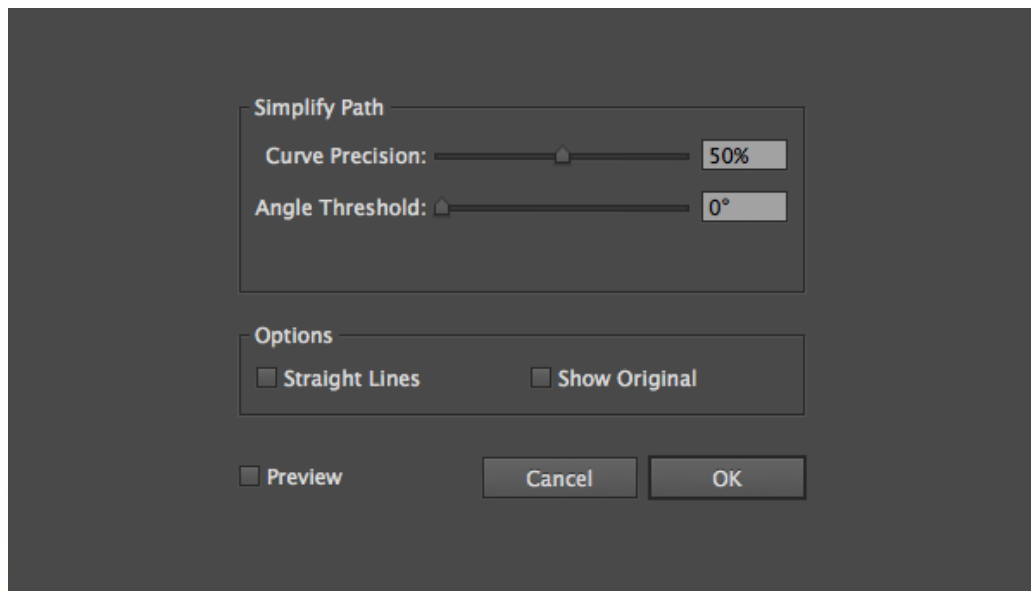 Simplify Path
Curve Precision: 50%
Angle Threshold: 0°
Options
Straight Lines Show Original
Preview Cancel OK